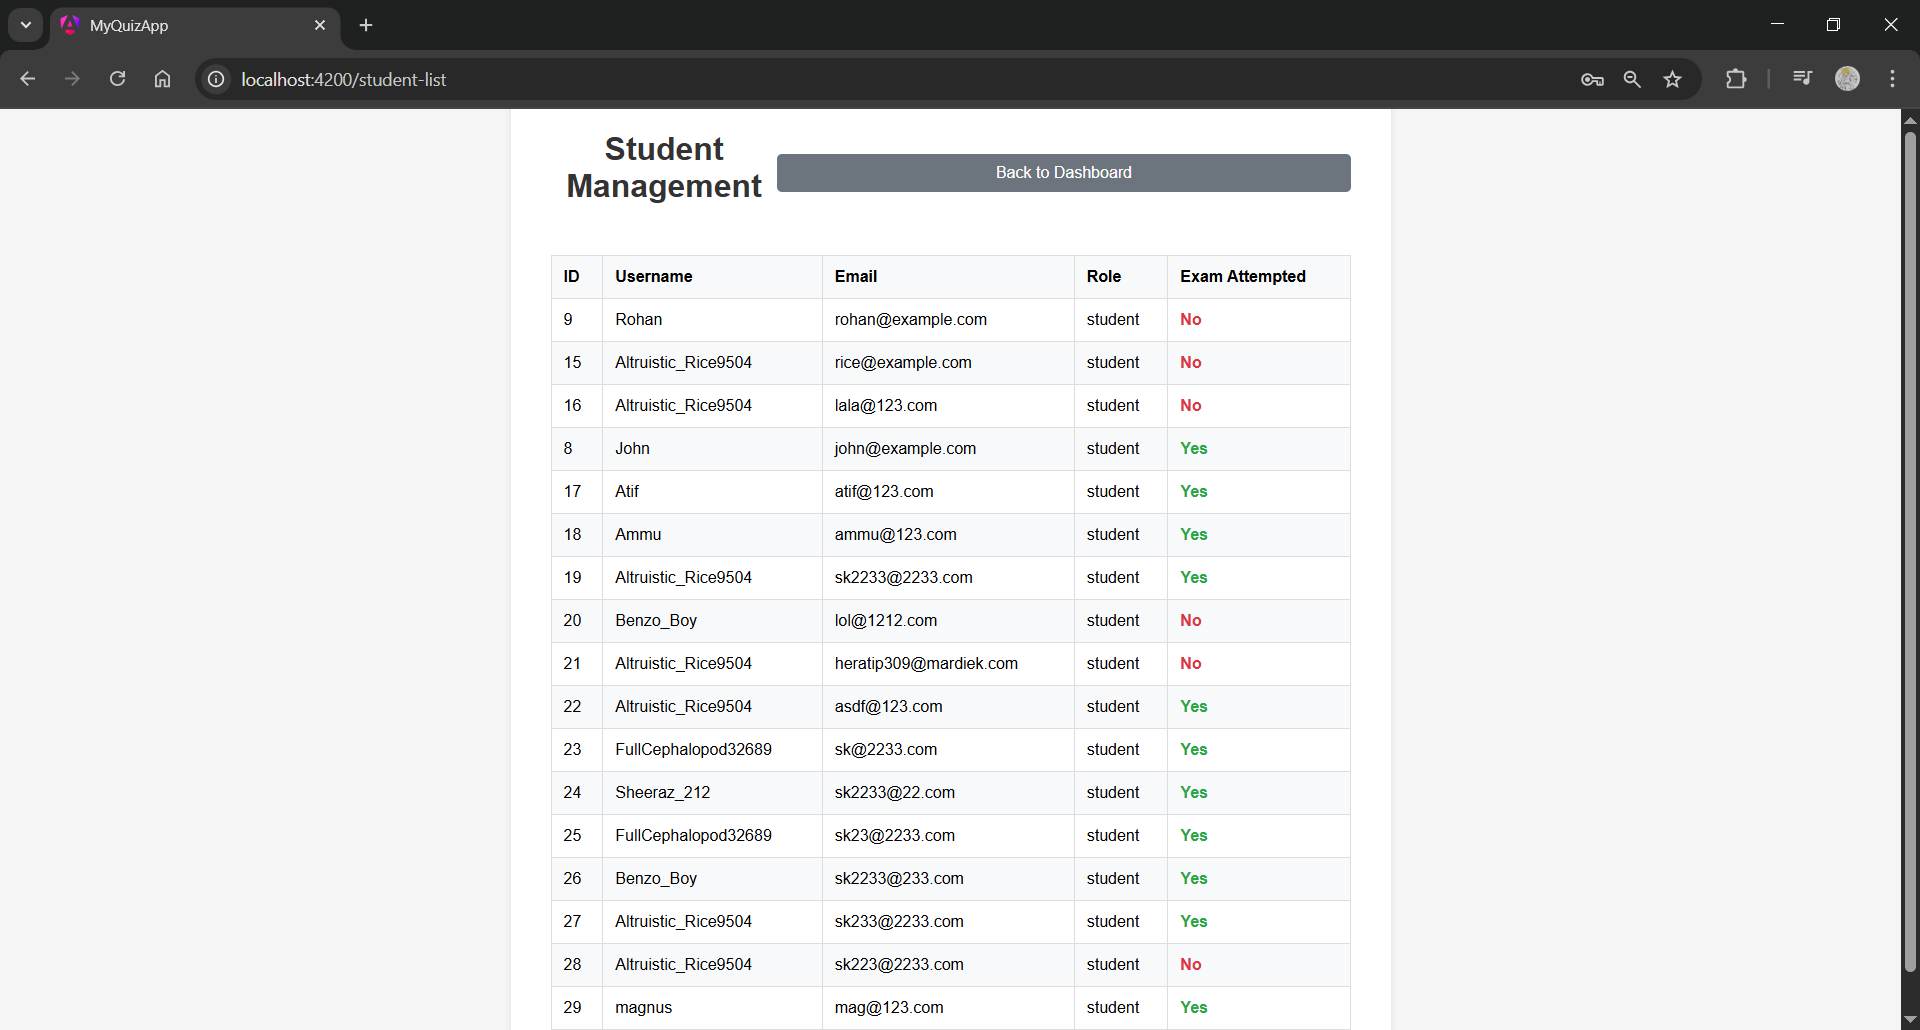 MyQuizApp
localhost:4200/student-list
Student
Management
Back to Dashboard
ID Username Email Role Exam Attempted
9 Rohan rohan@example.com student No
15 Altruistic_Rice9504 rice@example.com student No
16 Altruistic_Rice9504 lala@123.com student No
8 John john@example.com student Yes
17 Atif atif@123.com student Yes
18 Ammu ammu@123.com student Yes
19 Altruistic_Rice9504 sk2233@2233.com student Yes
20 Benzo_Boy lol@1212.com student No
21 Altruistic_Rice9504 heratip309@mardiek.com student No
22 Altruistic_Rice9504 asdf@123.com student Yes
23 FullCephalopod32689 sk@2233.com student Yes
24 Sheeraz_212 sk2233@22.com student Yes
25 FullCephalopod32689 sk23@2233.com student Yes
26 Benzo_Boy sk2233@233.com student Yes
27 Altruistic_Rice9504 sk233@2233.com student Yes
28 Altruistic_Rice9504 sk223@2233.com student No
29 magnus mag@123.com student Yes